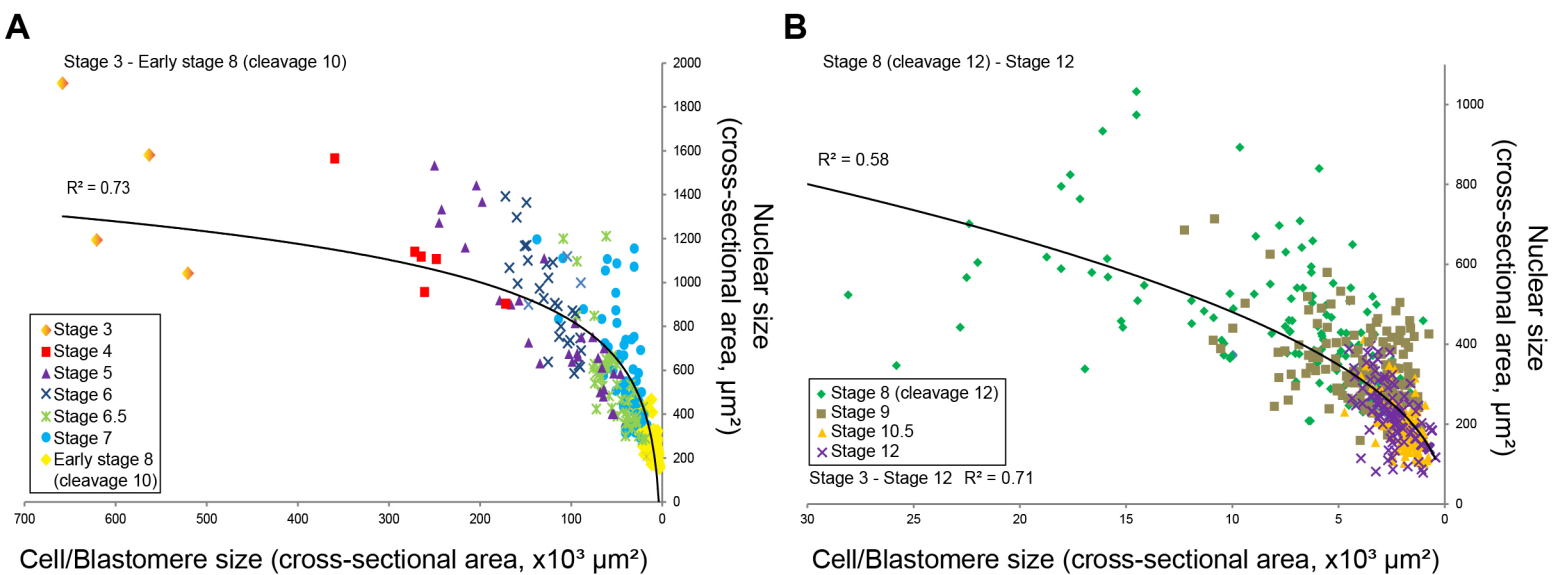 A
Stage 3 - Early stage 8 (cleavage 10)
R² = 0.73
2000
1800
1600
1400
1200
1000
800
600
400
200
0
Nuclear size
(cross-sectional area, µm²)
Stage 3
Stage 4
Stage 5
Stage 6
Stage 6.5
Stage 7
Early stage 8
(cleavage 10)
700 600 500 400 300 200 100 0
Cell/Blastomere size (cross-sectional area, x10³ µm²)
B
Stage 8 (cleavage 12) - Stage 12
R² = 0.58
1000
800
600
400
200
0
Nuclear size
(cross-sectional area, µm²)
Stage 8 (cleavage 12)
Stage 9
Stage 10.5
Stage 12
Stage 3 - Stage 12 R² = 0.71
30 25 20 15 10 5 0
Cell/Blastomere size (cross-sectional area, x10³ µm²)